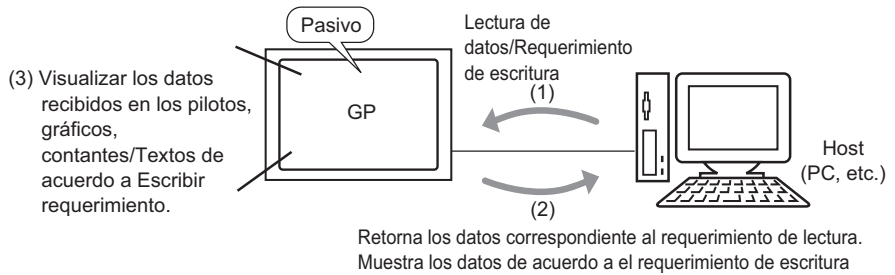 Pasivo
Lectura de
datos/Requerimiento
de escritura
(1)
(3) Visualizar los datos
recibidos en los pilotos,
gráficos,
contantes/Textos de
acuerdo a Escribir
requerimiento.
GP
Host
(PC, etc.)
(2)
Retorna los datos correspondiente al requerimiento de lectura.
Muestra los datos de acuerdo a el requerimiento de escritura